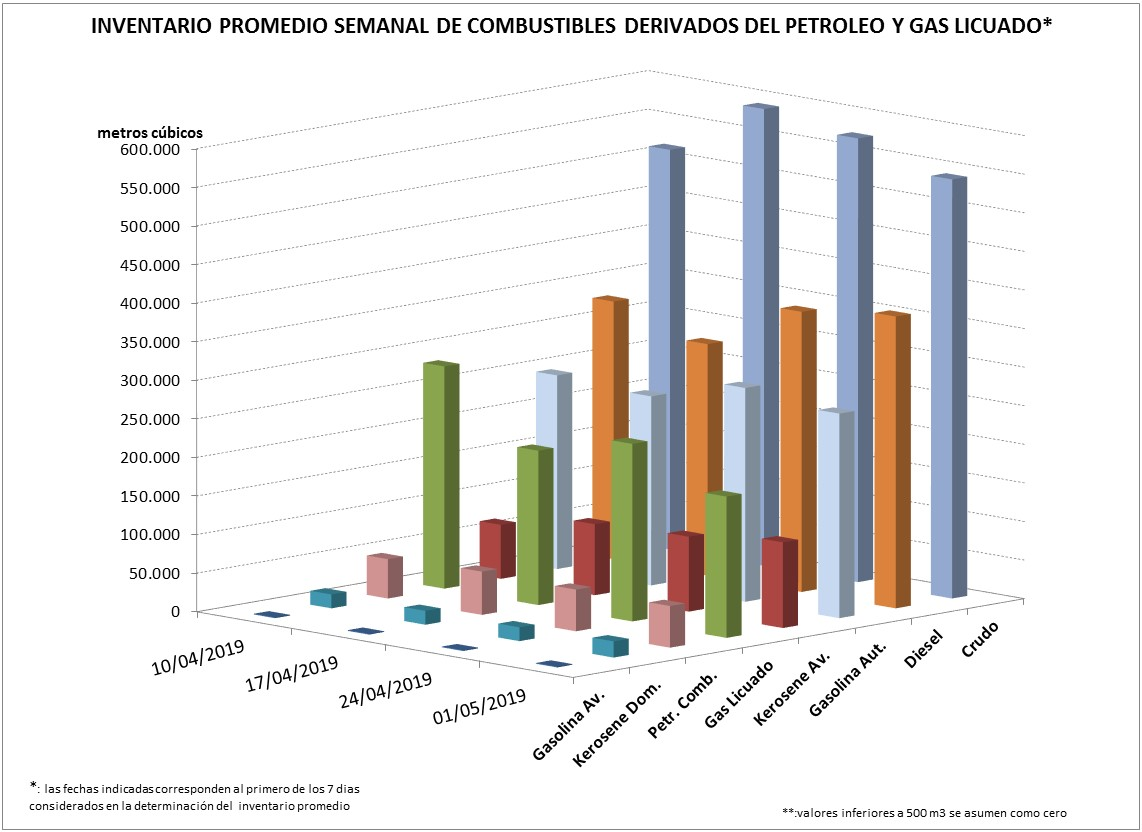 INVENTARIO PROMEDIO SEMANAL DE COMBUSTIBLES DERIVADOS DEL PETROLEO Y GAS LICUADO*
metros cúbicos
600.000
550.000
500.000
450.000
400.000
350.000
300.000
250.000
200.000
150.000
100.000
50.000
0
10/04/2019
17/04/2019
24/04/2019
01/05/2019
Gasolina Av.
Kerosene Dom.
Petr. Comb.
Gas Licuado
Kerosene Av.
Gasolina Aut.
Diesel
Crudo
*: las fechas indicadas corresponden al primero de los 7 dias
considerados en la determinación del inventario promedio
**:valores inferiores a 500 m3 se asumen como cero